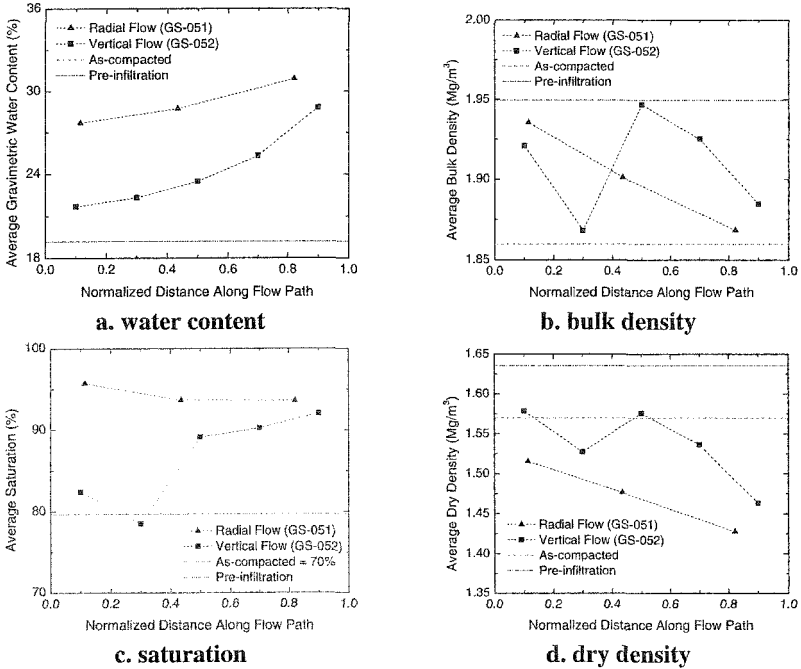 Average Gravimetric Water Content (%)
36
30
24
18
Radial Flow (GS-051)
Vertical Flow (GS-052)
As-compacted
Pre-infiltration
0.0 0.2 0.4 0.6 0.8 1.0
Normalized Distance Along Flow Path
a. water content
Average Bulk Density (Mg/m³)
2.00
1.95
1.90
1.85
Radial Flow (GS-051)
Vertical Flow (GS-052)
As-compacted
Pre-infiltration
0.0 0.2 0.4 0.6 0.8 1.0
Normalized Distance Along Flow Path
b. bulk density
Average Saturation (%)
100
90
80
70
Radial Flow (GS-051)
Vertical Flow (GS-052)
As-compacted = 70%
Pre-infiltration
0.0 0.2 0.4 0.6 0.8 1.0
Normalized Distance Along Flow Path
c. saturation
Average Dry Density (Mg/m³)
1.65
1.60
1.55
1.50
1.45
1.40
1.35
Radial Flow (GS-051)
Vertical Flow (GS-052)
As-compacted
Pre-infiltration
0.0 0.2 0.4 0.6 0.8 1.0
Normalized Distance Along Flow Path
d. dry density